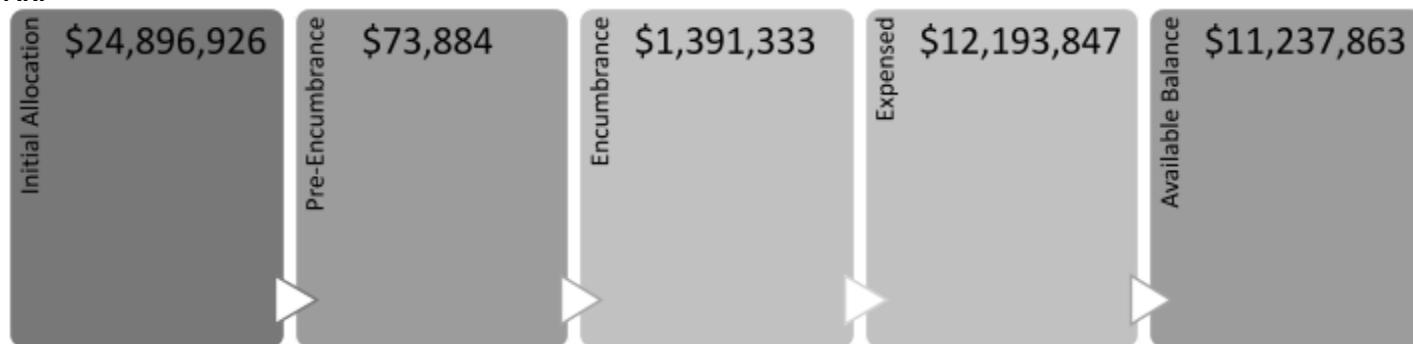 Initial Allocation
$24,896,926
Pre-Encumbrance
$73,884
Encumbrance
$1,391,333
Expensed
$12,193,847
Available Balance
$11,237,863